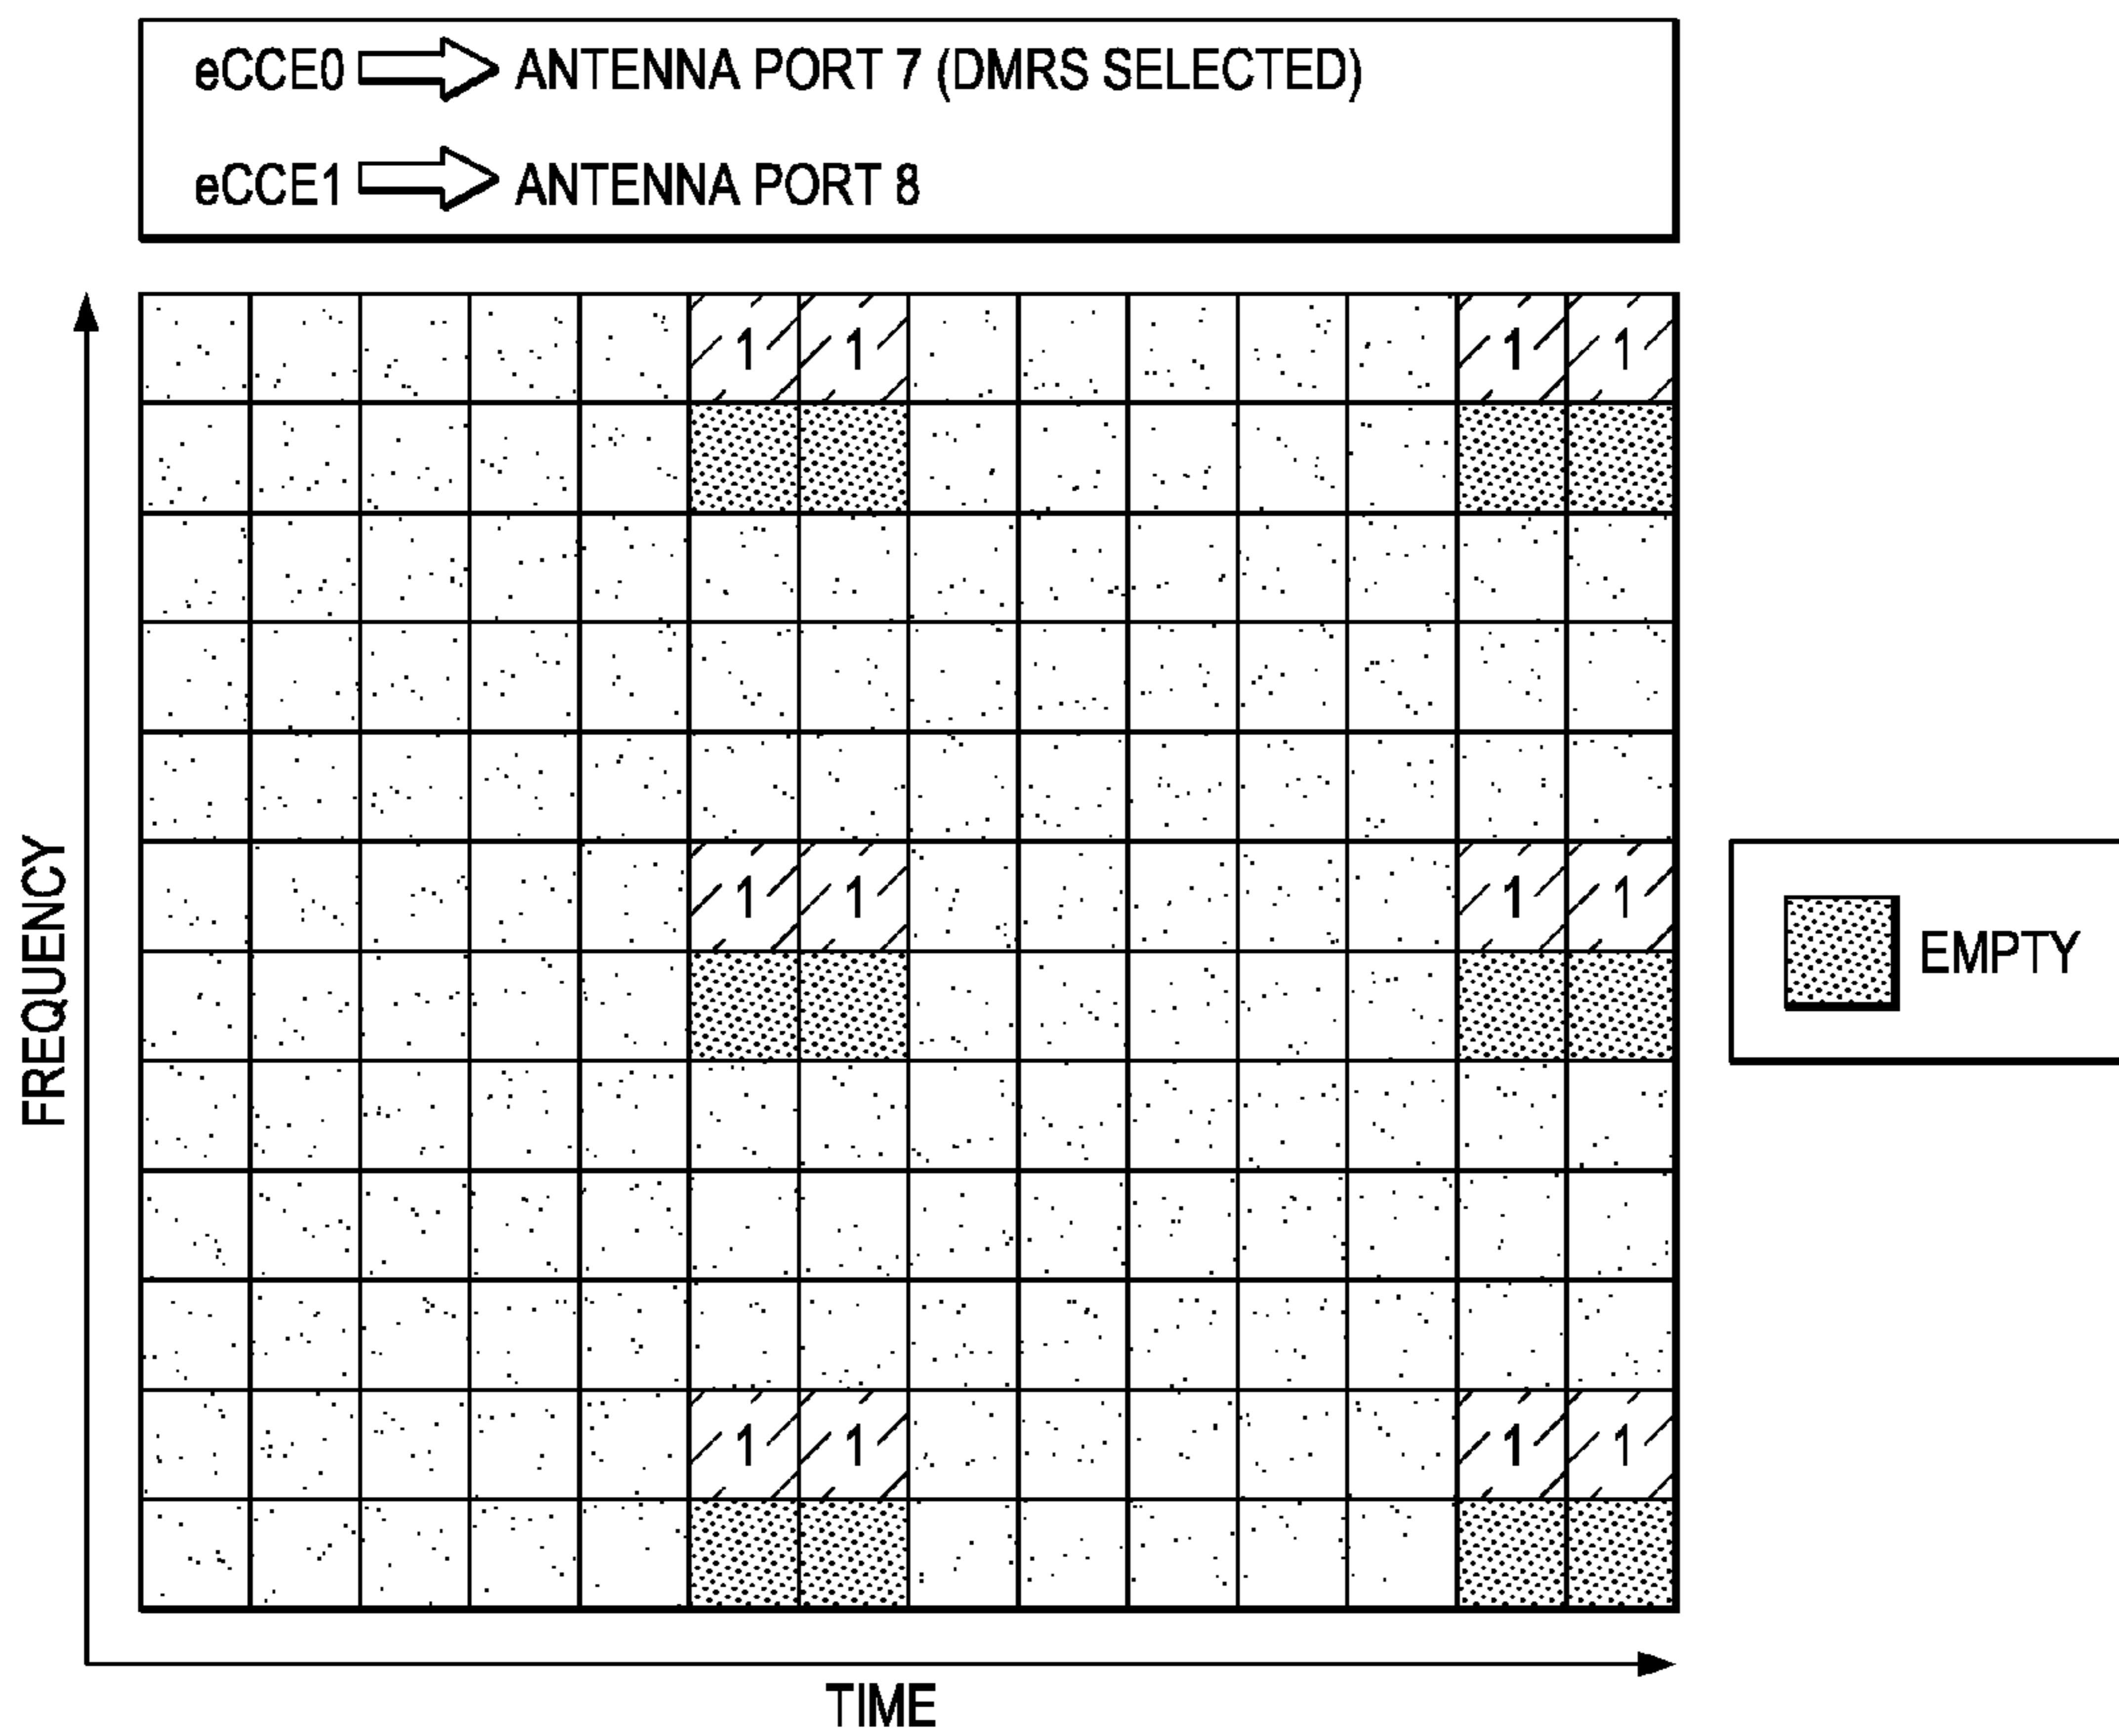 eCCE0 ANTENNA PORT 7 (DMRS SELECTED)
eCCE1 ANTENNA PORT 8
1 1 1 1
1 1 1 1
1 1 1 1
FREQUENCY
TIME
EMPTY